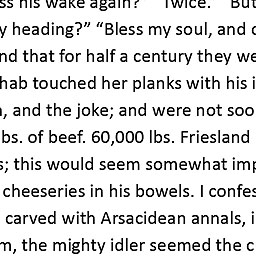 ss his wake again?” “Twice.” “But
y heading?” “Bless my soul, and
nd that for half a century they we
hab touched her planks with his i
, and the joke; and were not soo
bs. of beef. 60,000 lbs. Friesland
s; this would seem somewhat imp
cheeseries in his bowels. I confes
carved with Arsacidean annals, i
m, the mighty idler seemed the c